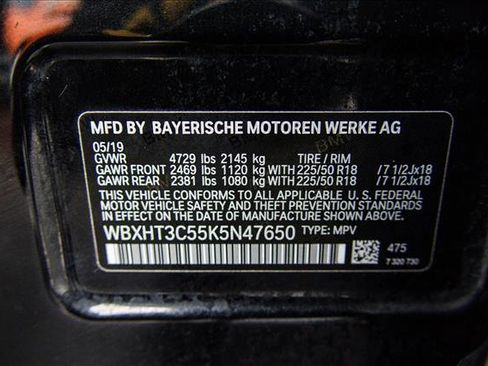 MFD BY BAYERISCHE MOTOREN WERKE AG
05/19
GVWR 4729 lbs 2145 kg TIRE / RIM
GAWR FRONT 2469 lbs 1120 kg WITH 225/50 R18 /7 1/2Jx18
GAWR REAR 2381 lbs 1080 kg WITH 225/50 R18 /7 1/2Jx18
THIS VEHICLE CONFORMS TO ALL APPLICABLE U. S. FEDERAL
MOTOR VEHICLE SAFETY, BUMPER, AND THEFT PREVENTION
STANDARDS IN EFFECT ON THE DATE OF MANUFACTURE SHOWN ABOVE.
WBXHT3C55K5N47650 TYPE: MPV
475
7 320 730